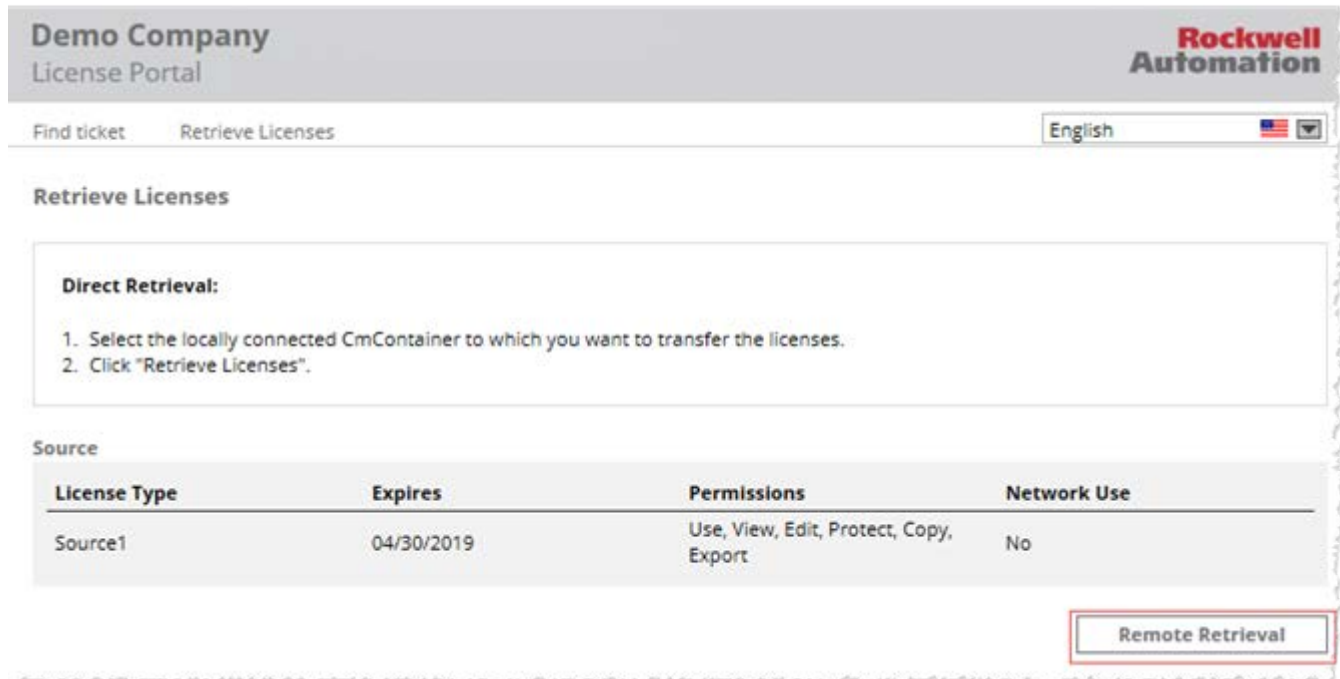 Demo Company
License Portal
Rockwell
Automation
Find ticket
Retrieve Licenses
English
Retrieve Licenses
Direct Retrieval:
1. Select the locally connected CmContainer to which you want to transfer the licenses.
2. Click "Retrieve Licenses".
Source
License Type Expires Permissions Network Use
Source1 04/30/2019 Use, View, Edit, Protect, Copy, No
Export
Remote Retrieval